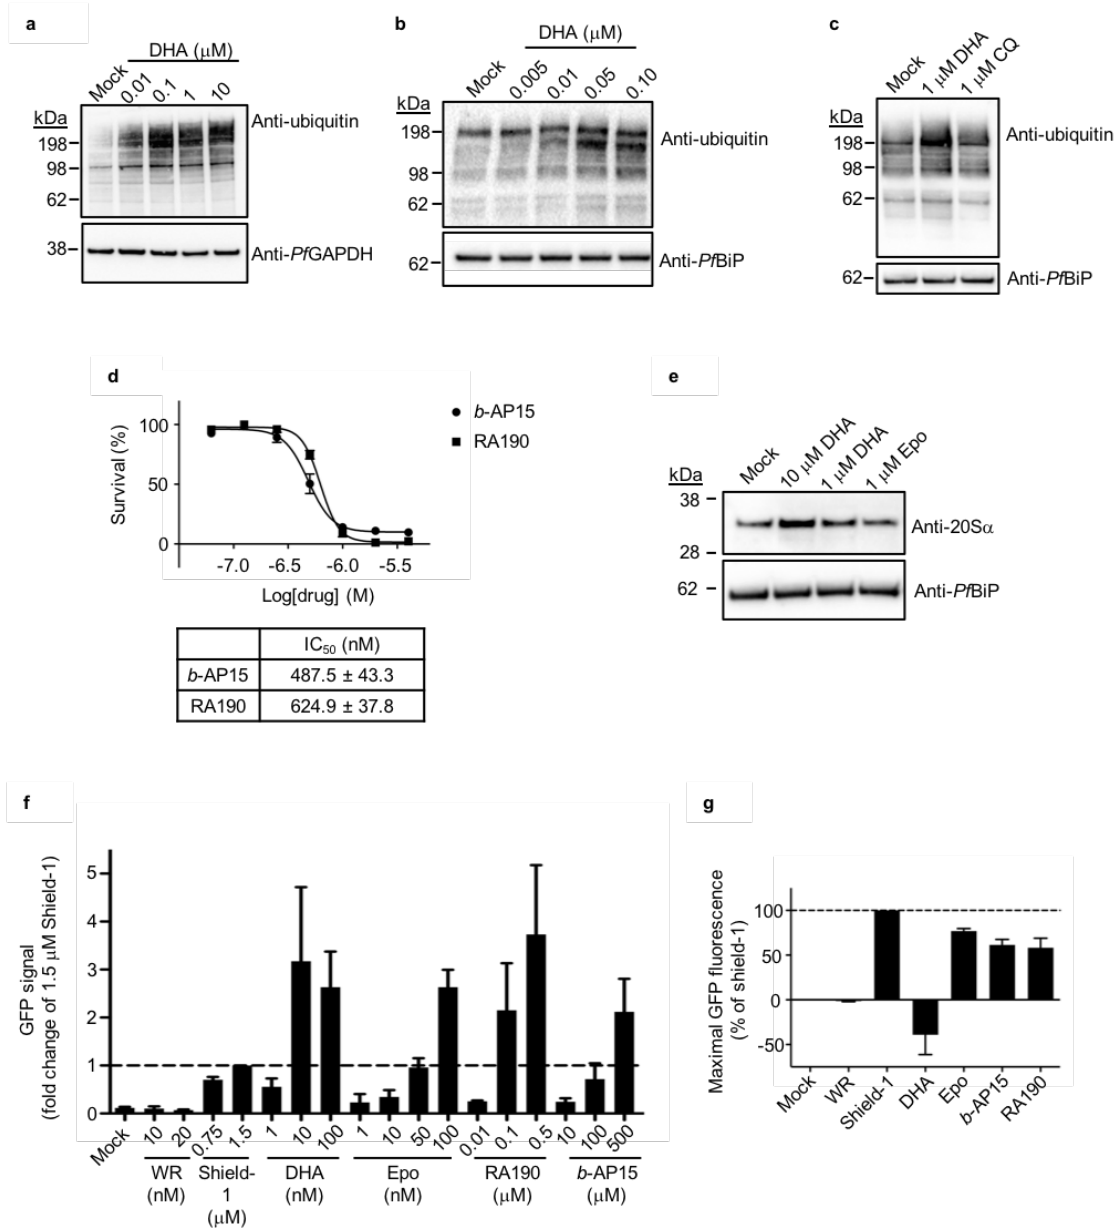 a
DHA (μM)
Mock
0.01
0.1
1
10
kDa
198
98
62
38
Anti-ubiquitin
Anti-PfGAPDH
b
DHA (μM)
Mock
0.005
0.01
0.05
0.10
kDa
198
98
62
62
Anti-ubiquitin
Anti-PfBiP
c
Mock
1 μM DHA
1 μM CQ
kDa
198
98
62
62
Anti-ubiquitin
Anti-PfBiP
d
Survival (%)
100
50
0
-7.0 -6.5 -6.0 -5.5
Log[drug] (M)
b-AP15
RA190
IC50 (nM)
b-AP15 487.5 ± 43.3
RA190 624.9 ± 37.8
e
Mock
10 μM DHA
1 μM DHA
1 μM Epo
kDa
38
28
62
Anti-20Sα
Anti-PfBiP
f
GFP signal
(fold change of 1.5 μM Shield-1)
5
4
3
2
1
0
Mock 10 20 0.75 1.5 1 10 100 1 10 50 100 0.01 0.1 0.5 10 100 500
WR Shield- DHA Epo RA190 b-AP15
(nM) 1 (nM) (nM) (μM) (μM)
(μM)
g
Maximal GFP fluorescence
(% of shield-1)
100
50
0
-50
Mock WR Shield-1 DHA Epo b-AP15 RA190